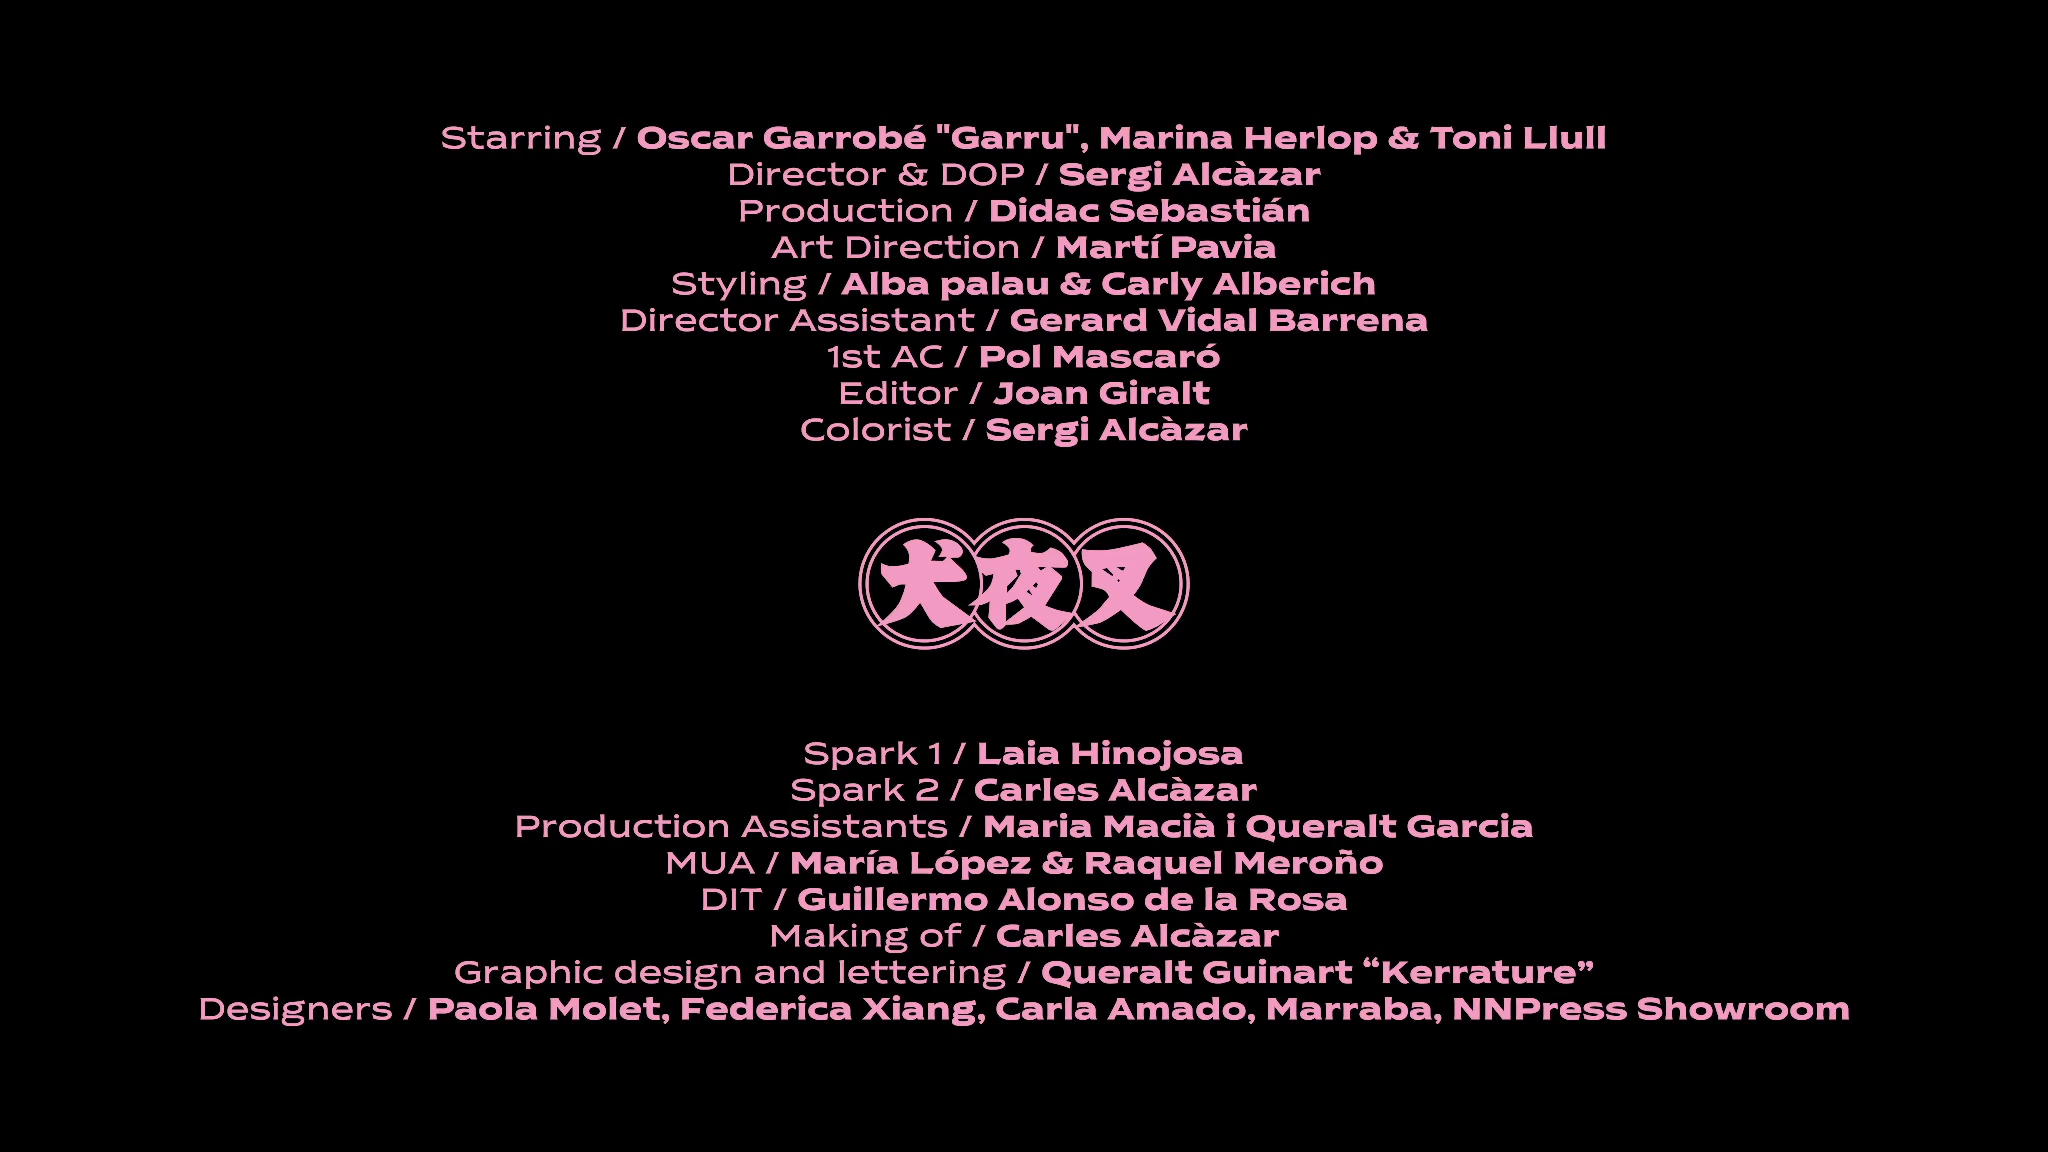 Starring / Oscar Garrobé "Garru", Marina Herlop & Toni Llull
Director & DOP / Sergi Alcàzar
Production / Didac Sebastián
Art Direction / Martí Pavia
Styling / Alba palau & Carly Alberich
Director Assistant / Gerard Vidal Barrena
1st AC / Pol Mascaró
Editor / Joan Giralt
Colorist / Sergi Alcàzar
犬夜叉
Spark 1 / Laia Hinojosa
Spark 2 / Carles Alcàzar
Production Assistants / Maria Macià i Queralt Garcia
MUA / María López & Raquel Meroño
DIT / Guillermo Alonso de la Rosa
Making of / Carles Alcàzar
Graphic design and lettering / Queralt Guinart “Kerrature”
Designers / Paola Molet, Federica Xiang, Carla Amado, Marraba, NNPress Showroom